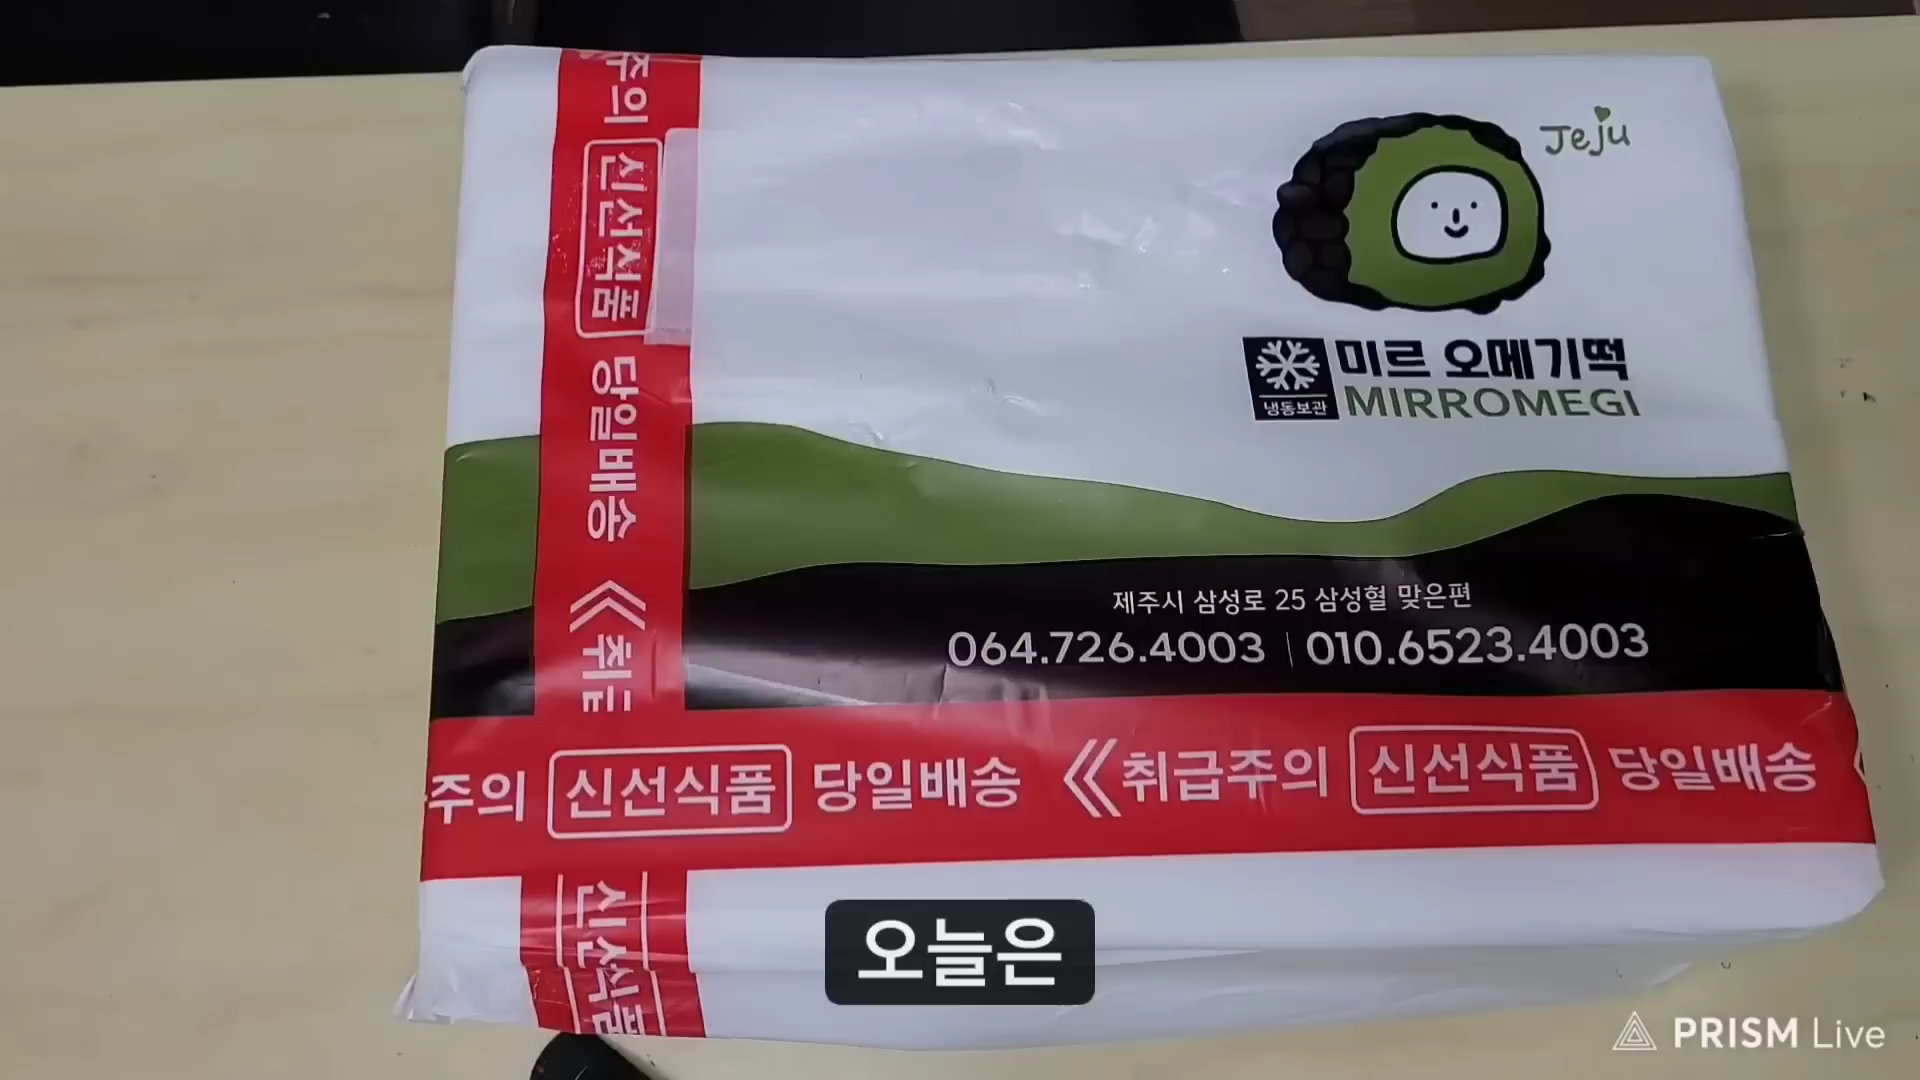 Jeju
미르 오메기떡
냉동보관
MIRROMEGI
제주시 삼성로 25 삼성혈 맞은편
064.726.4003 | 010.6523.4003
주의 신선식품 당일배송 《취급
주의 신선식품 당일배송 《취급주의 신선식품 당일배송
신선식품
오늘은
PRISM Live